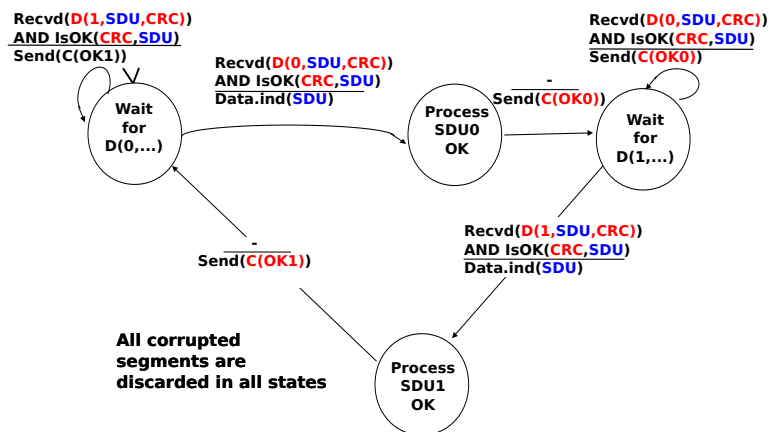 Recvd(D(1,SDU,CRC))
AND IsOK(CRC,SDU)
Send(C(OK1))
Recvd(D(0,SDU,CRC))
AND IsOK(CRC,SDU)
Send(C(OK0))
Recvd(D(0,SDU,CRC))
AND IsOK(CRC,SDU)
Data.ind(SDU)
-
Send(C(OK0))
Wait
for
D(0,...)
Process
SDU0
OK
Wait
for
D(1,...)
Recvd(D(1,SDU,CRC))
AND IsOK(CRC,SDU)
Data.ind(SDU)
-
Send(C(OK1))
All corrupted
segments are
discarded in all states
Process
SDU1
OK